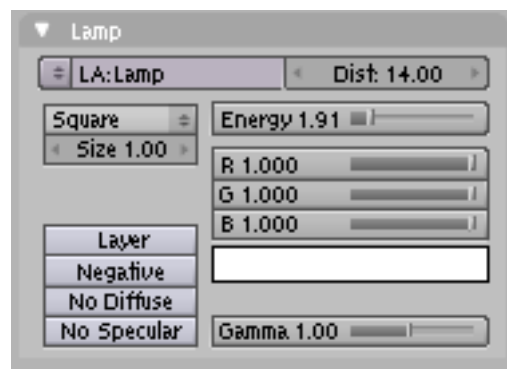 Lamp
LA:Lamp
Dist: 14.00
Square
Energy 1.91
Size 1.00
R 1.000
G 1.000
B 1.000
Layer
Negative
No Diffuse
No Specular
Gamma 1.00